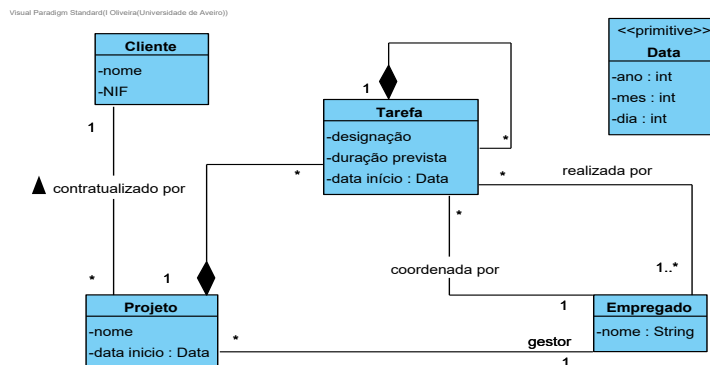 Visual Paradigm Standard(I Oliveira(Universidade de Aveiro))
Cliente
-nome
-NIF
1
contratualizado por
*
1
Projeto
-nome
-data inicio : Data
1
Tarefa
-designação
-duração prevista
-data início : Data
*
*
*
realizada por
*
1..*
coordenada por
1
<<primitive>>
Data
-ano : int
-mes : int
-dia : int
Empregado
-nome : String
*
gestor
1